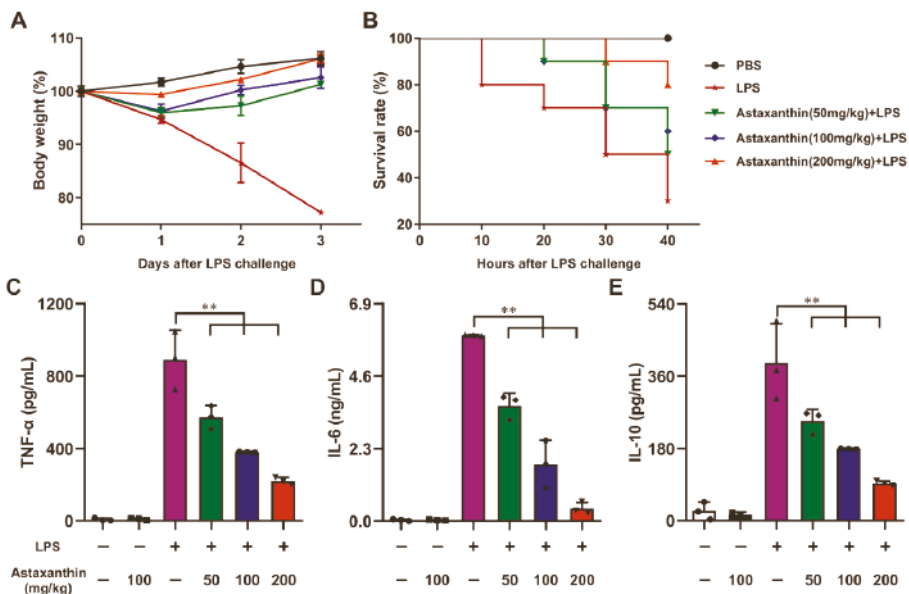 A
Body weight (%)
110
100
90
80
0
1
2
3
Days after LPS challenge
B
Survival rate (%)
100
80
60
40
20
0
10
20
30
40
Hours after LPS challenge
PBS
LPS
Astaxanthin(50mg/kg)+LPS
Astaxanthin(100mg/kg)+LPS
Astaxanthin(200mg/kg)+LPS
C
TNF-α (pg/mL)
1200
800
400
0
**
D
IL-6 (ng/mL)
6.9
4.6
2.3
0.0
**
E
IL-10 (pg/mL)
540
360
180
0
**
LPS
— — + + + +
— — + + + +
— — + + + +
Astaxanthin
(mg/kg)
— 100 — 50 100 200
— 100 — 50 100 200
— 100 — 50 100 200